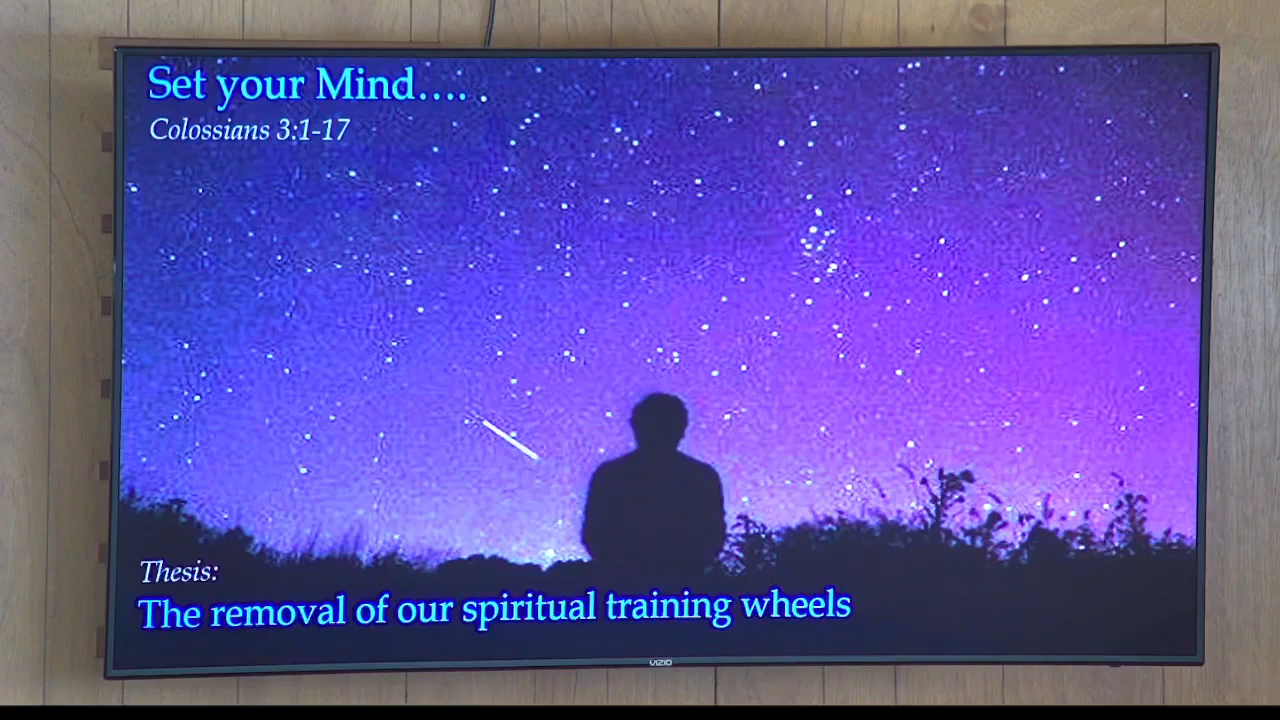 Set your Mind....
Colossians 3:1-17
Thesis:
The removal of our spiritual training wheels
VIZIO